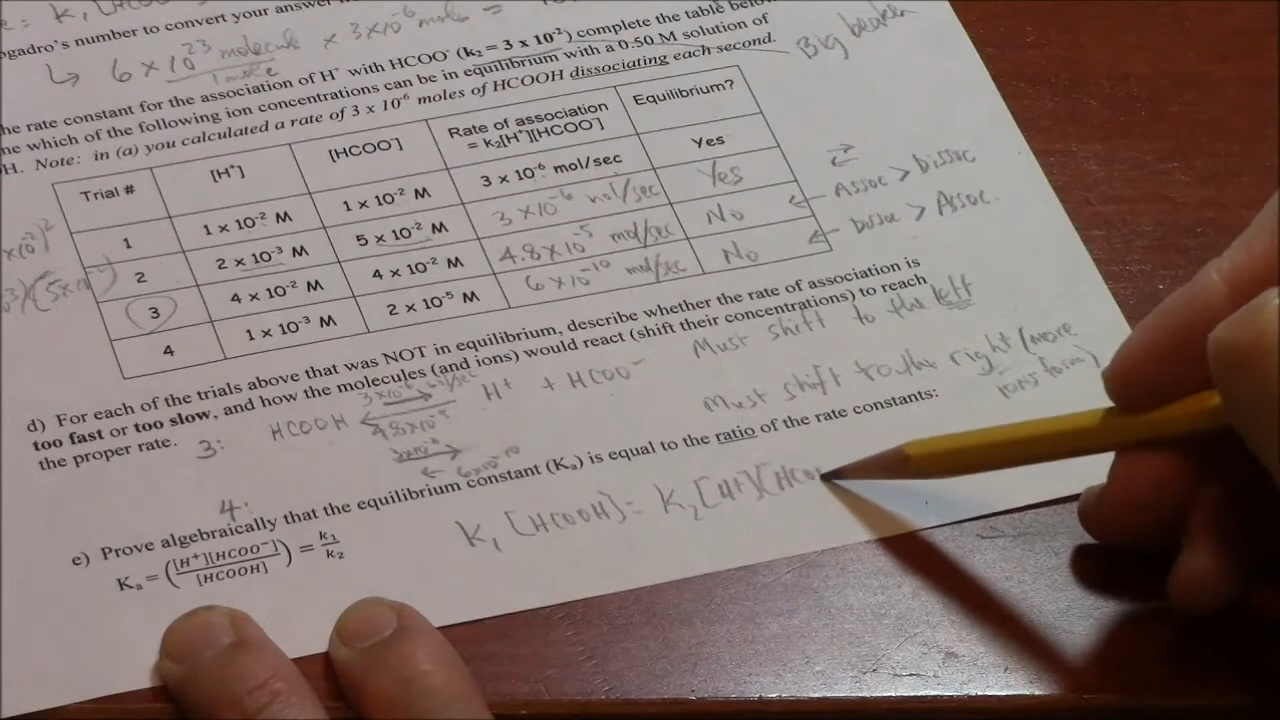 k₁
ogadro's number to convert your answer
↳ 6 × 10²³ molecule × 3×10⁻⁶ moles =
1 mole
Big beaker
he rate constant for the association of H⁺ with HCOO⁻ (k₂ = 3 x 10⁻²) complete the table below
ne which of the following ion concentrations can be in equilibrium with a 0.50 M solution of
H. Note: in (a) you calculated a rate of 3 x 10⁻⁶ moles of HCOOH dissociating each second.
Trial # [H⁺] [HCOO⁻] Rate of association = k₂[H⁺][HCOO⁻] Equilibrium?
1 1 x 10⁻² M 1 x 10⁻² M 3 x 10⁻⁶ mol/sec Yes
2 2 x 10⁻³ M 5 x 10⁻² M 3×10⁻⁶ mol/sec Yes
3 4 x 10⁻² M 4 x 10⁻² M 4.8×10⁻⁵ mol/sec No
4 1 x 10⁻³ M 2 x 10⁻⁵ M 6×10⁻¹⁰ mol/sec No
⇄
← Assoc > Dissoc
← Dissoc > Assoc.
d) For each of the trials above that was NOT in equilibrium, describe whether the rate of association is
too fast or too slow, and how the molecules (and ions) would react (shift their concentrations) to reach
the proper rate.
3: HCOOH 3×10⁻⁶ 4.8×10⁻⁵ H⁺ + HCOO⁻ Must shift to the left
4: 3×10⁻⁶ 6×10⁻¹⁰ Must shift to the right (more
ions form)
e) Prove algebraically that the equilibrium constant (Kₐ) is equal to the ratio of the rate constants:
Kₐ = ([H⁺][HCOO⁻]/[HCOOH]) = k₁/k₂
K₁ [HCOOH] = K₂ [H+][HCO